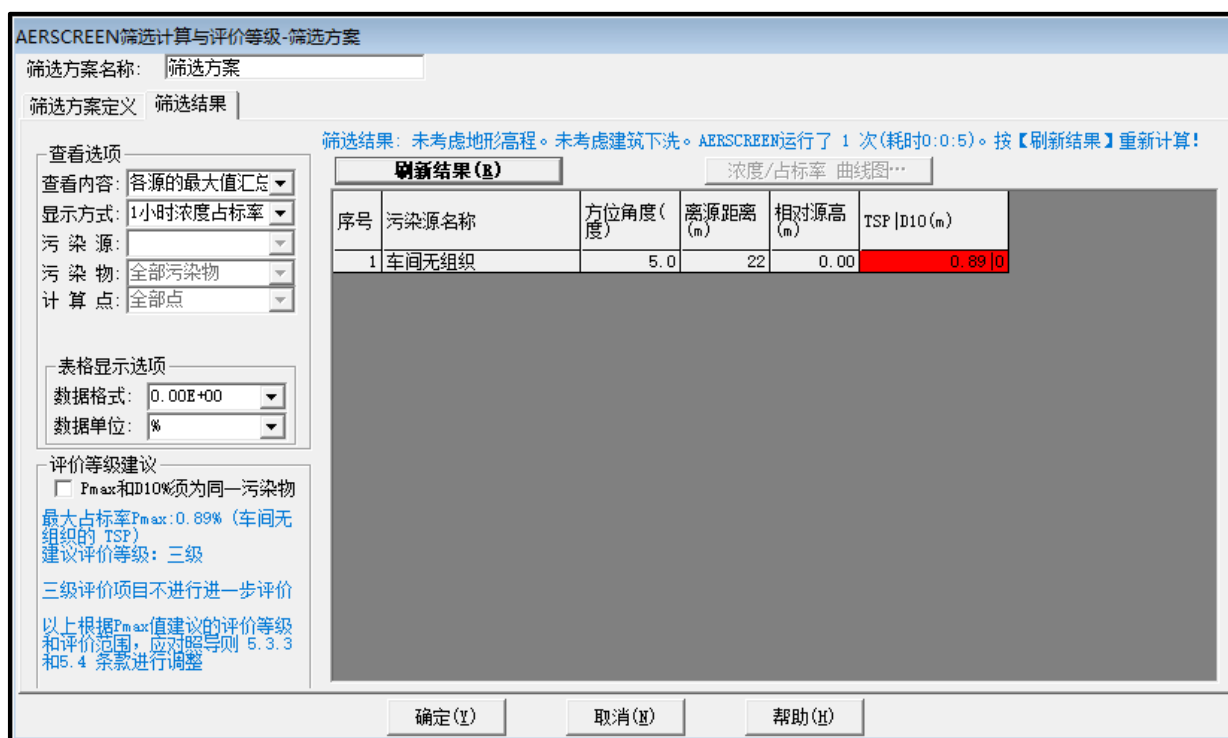 AERSCREEN筛选计算与评价等级-筛选方案
筛选方案名称: 筛选方案
筛选方案定义 筛选结果
筛选结果: 未考虑地形高程。未考虑建筑下洗。AERSCREEN运行了 1 次(耗时0:0:5)。按【刷新结果】重新计算!
刷新结果(R) 浓度/占标率 曲线图…
查看选项
查看内容: 各源的最大值汇总
显示方式: 1小时浓度占标率
污 染 源:
污 染 物: 全部污染物
计 算 点: 全部点
序号 污染源名称 方位角度(度) 离源距离(m) 相对源高(m) TSP|D10(m)
1 车间无组织 5.0 22 0.00 0.89|0
表格显示选项
数据格式: 0.00E+00
数据单位: %
评价等级建议
Pmax和D10%须为同一污染物
最大占标率Pmax:0.89% (车间无
组织的 TSP)
建议评价等级: 三级
三级评价项目不进行进一步评价
以上根据Pmax值建议的评价等级
和评价范围，应对照导则 5.3.3
和5.4 条款进行调整
确定(Y) 取消(N) 帮助(H)